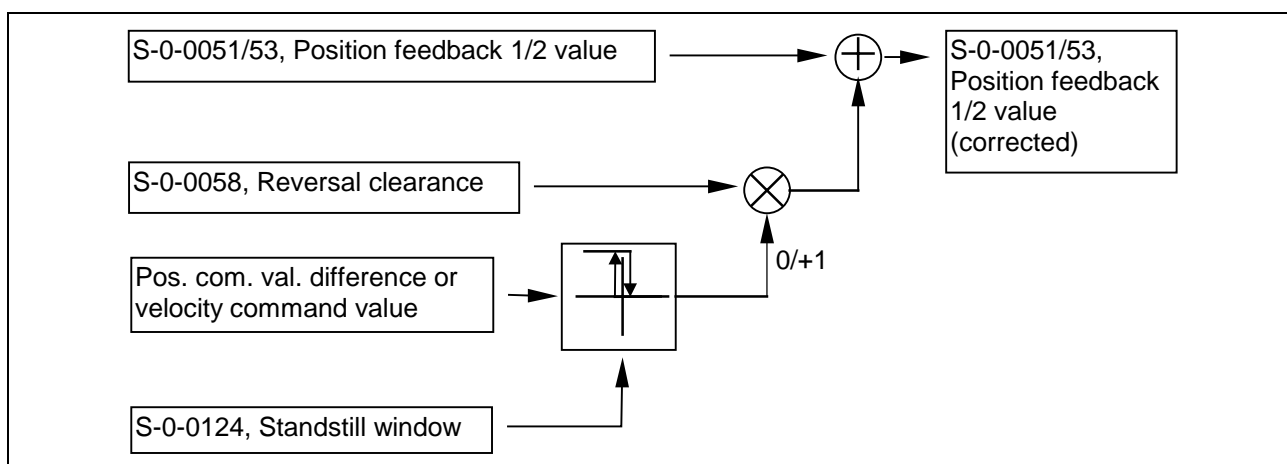 S-0-0051/53, Position feedback 1/2 value
S-0-0051/53,
Position feedback
1/2 value
(corrected)
S-0-0058, Reversal clearance
0/+1
Pos. com. val. difference or
velocity command value
S-0-0124, Standstill window